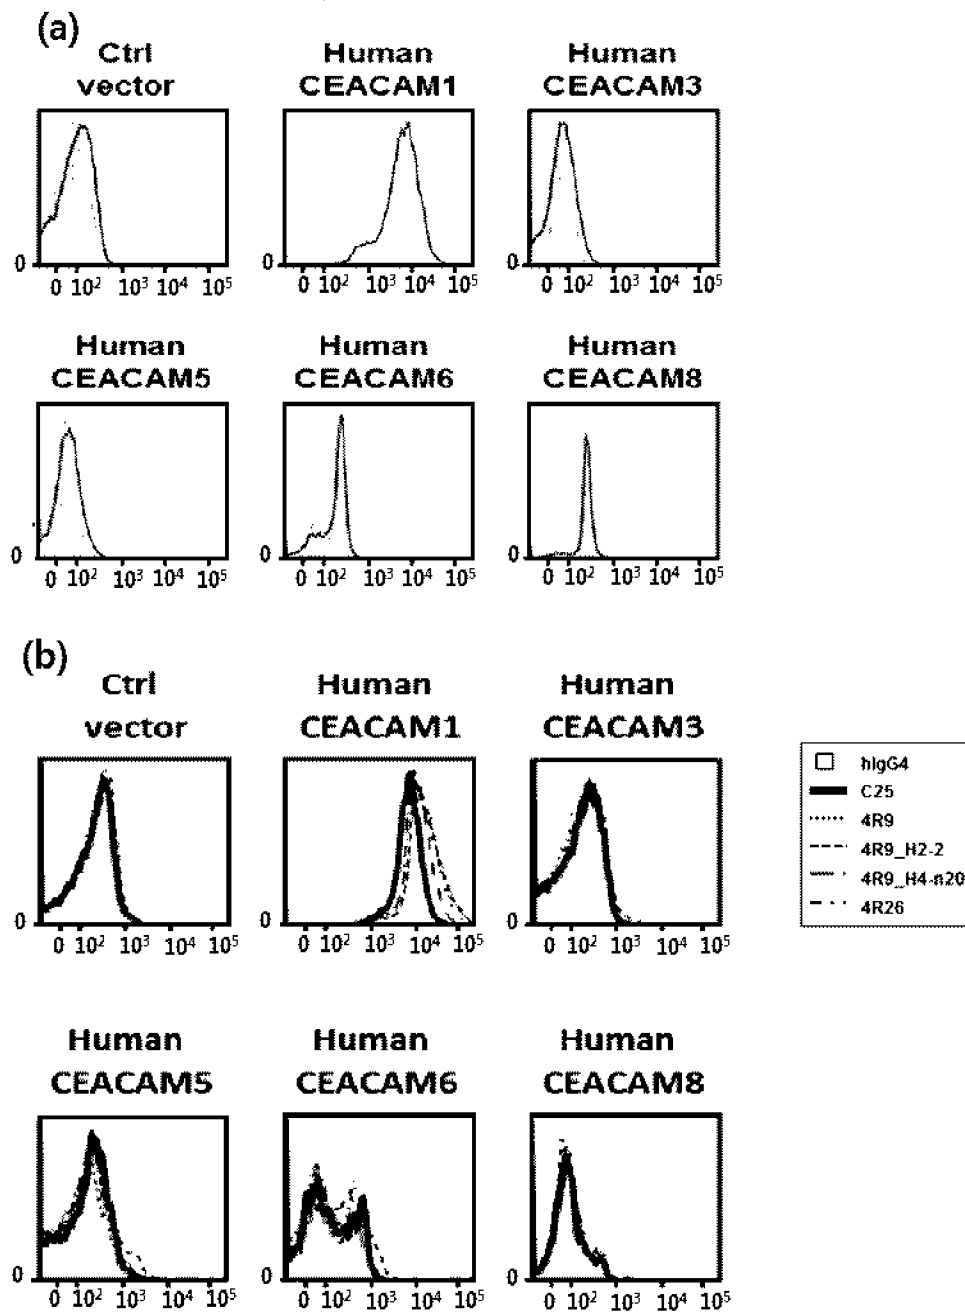 (a)
Ctrl vector
Human CEACAM1
Human CEACAM3
0
0 10² 10³ 10⁴ 10⁵
0
0 10² 10³ 10⁴ 10⁵
0
0 10² 10³ 10⁴ 10⁵
Human CEACAM5
Human CEACAM6
Human CEACAM8
0
0 10² 10³ 10⁴ 10⁵
0
0 10² 10³ 10⁴ 10⁵
0
0 10² 10³ 10⁴ 10⁵
(b)
Ctrl vector
Human CEACAM1
Human CEACAM3
0
0 10² 10³ 10⁴ 10⁵
0
0 10² 10³ 10⁴ 10⁵
0
0 10² 10³ 10⁴ 10⁵
hIgG4
C25
4R9
4R9_H2-2
4R9_H4-n20
4R26
Human CEACAM5
Human CEACAM6
Human CEACAM8
0
0 10² 10³ 10⁴ 10⁵
0
0 10² 10³ 10⁴ 10⁵
0
0 10² 10³ 10⁴ 10⁵